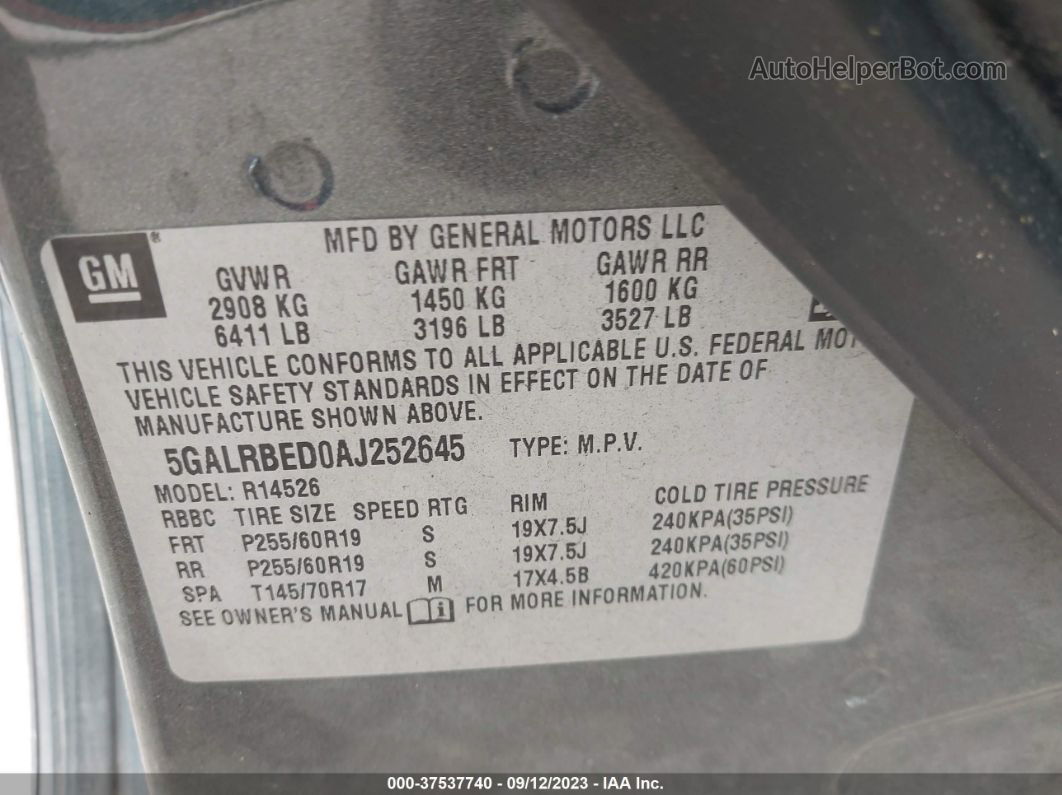 AutoHelperBot.com
GM ®
MFD BY GENERAL MOTORS LLC
GVWR GAWR FRT GAWR RR
2908 KG 1450 KG 1600 KG
6411 LB 3196 LB 3527 LB
THIS VEHICLE CONFORMS TO ALL APPLICABLE U.S. FEDERAL
VEHICLE SAFETY STANDARDS IN EFFECT ON THE DATE OF
MANUFACTURE SHOWN ABOVE.
5GALRBED0AJ252645 TYPE: M.P.V.
MODEL: R14526
RBBC TIRE SIZE SPEED RTG RIM COLD TIRE PRESSURE
FRT P255/60R19 S 19X7.5J 240KPA(35PSI)
RR P255/60R19 S 19X7.5J 240KPA(35PSI)
SPA T145/70R17 M 17X4.5B 420KPA(60PSI)
SEE OWNER'S MANUAL FOR MORE INFORMATION.
000-37537740 - 09/12/2023 - IAA Inc.